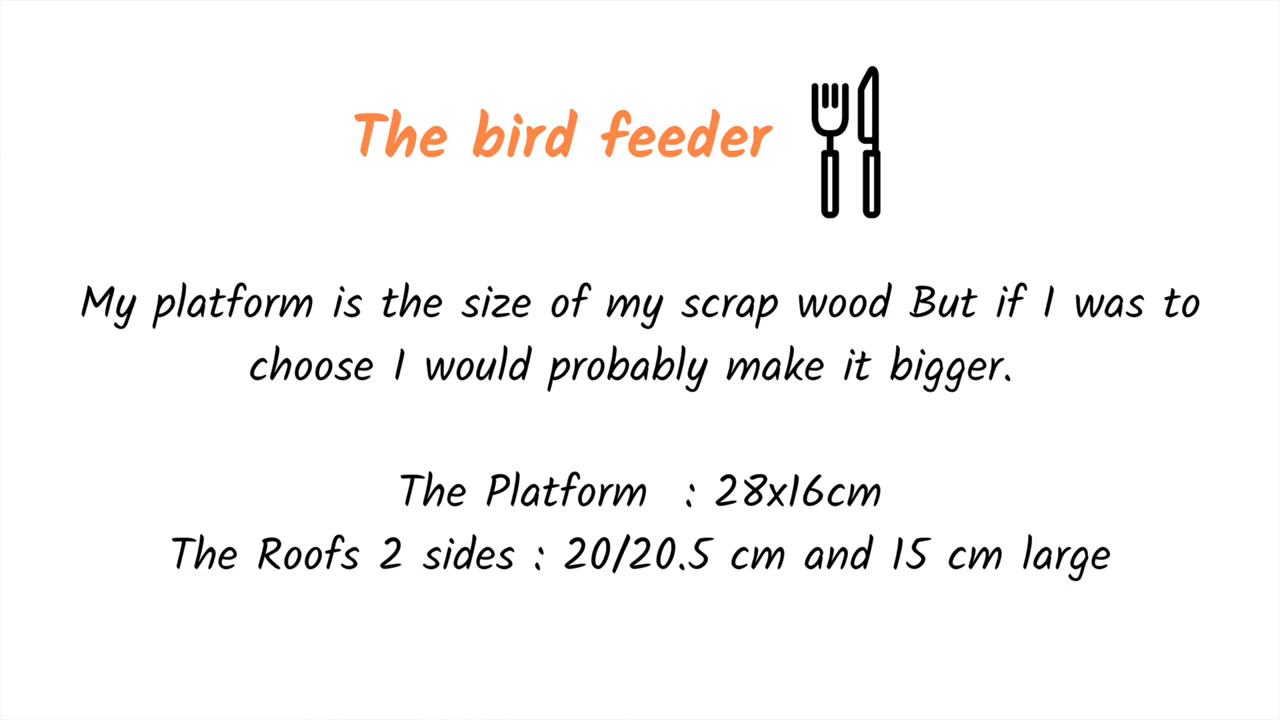 The bird feeder
My platform is the size of my scrap wood But if I was to
choose I would probably make it bigger.
The Platform : 28x16cm
The Roofs 2 sides : 20/20.5 cm and 15 cm large